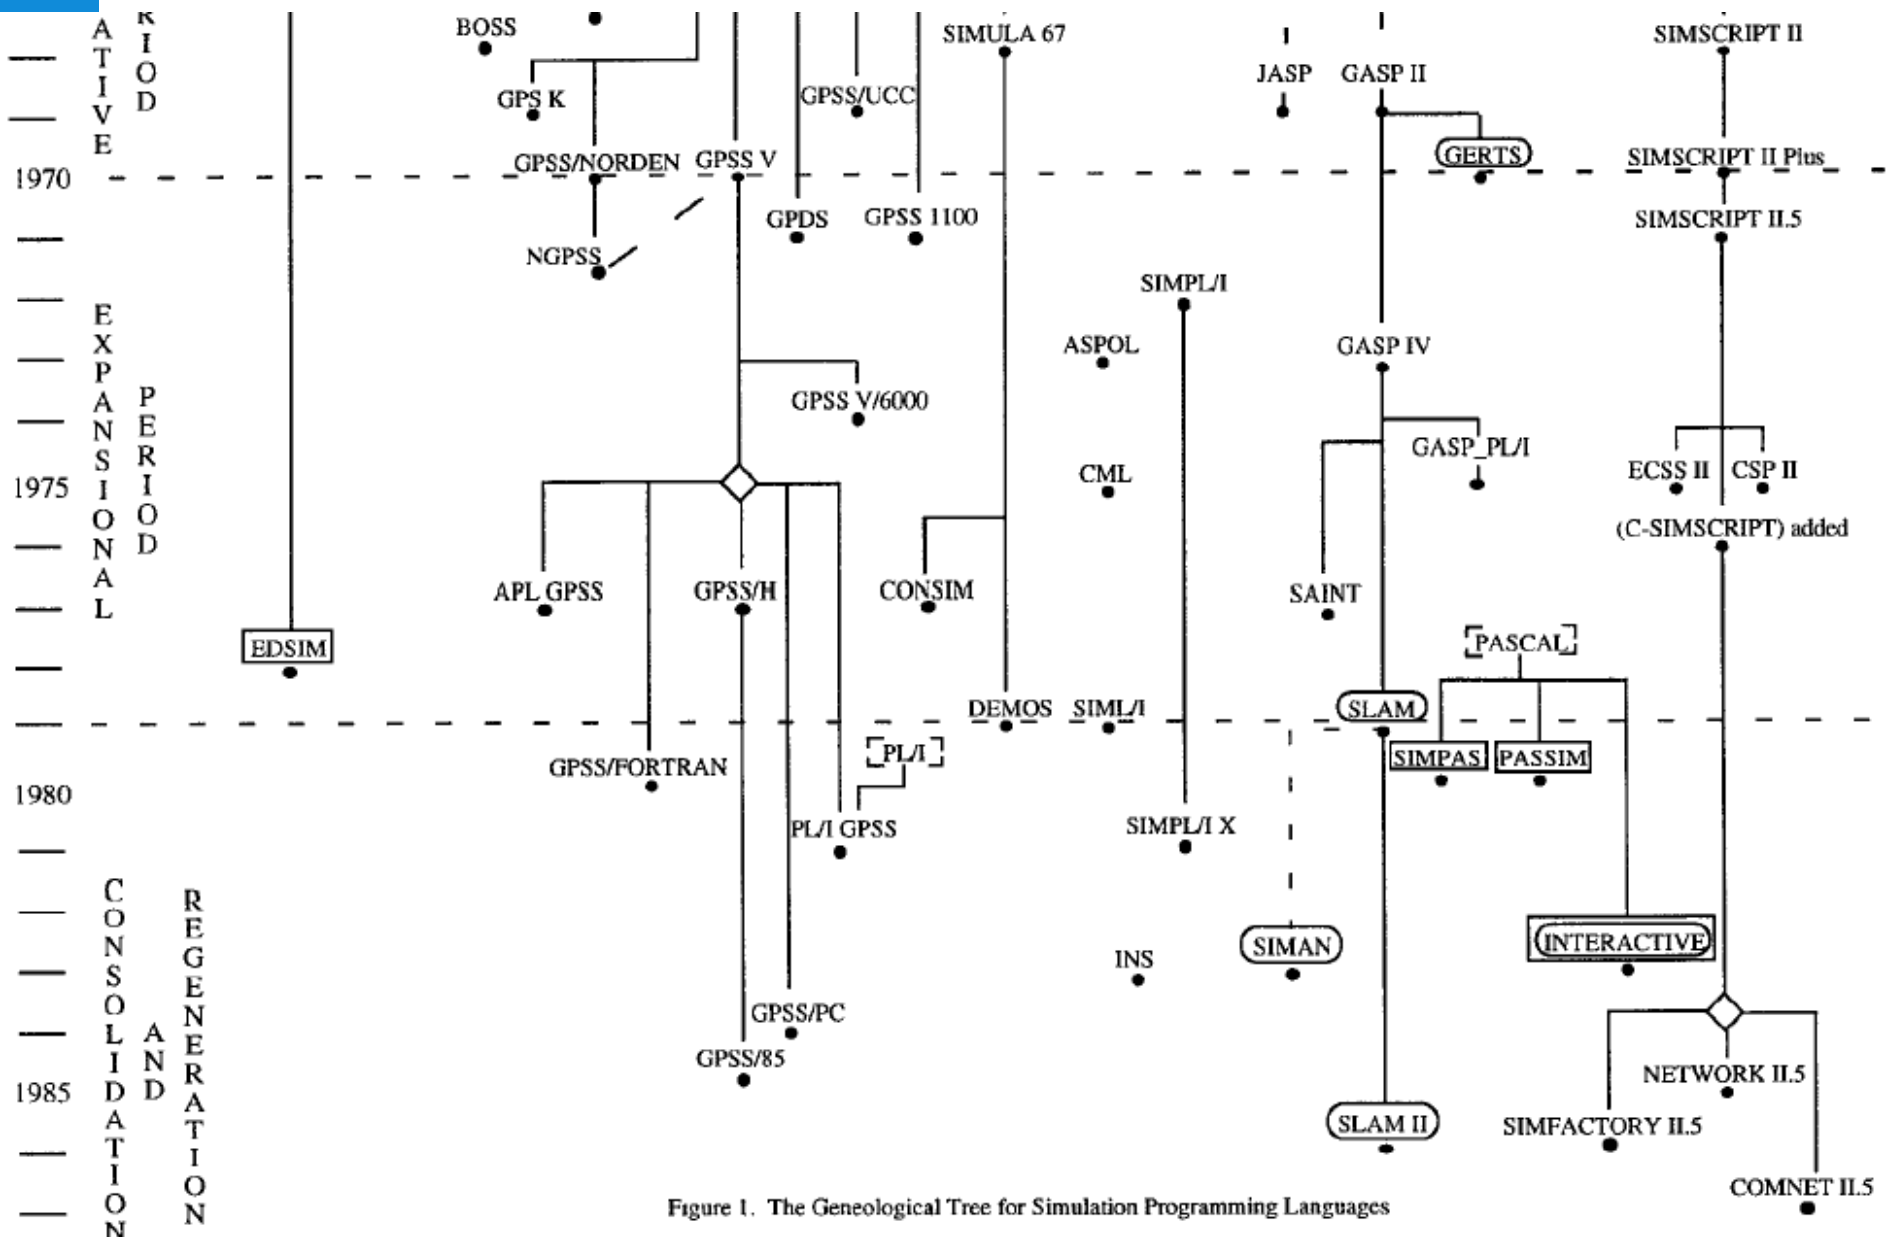 RIOD
ATIVE
BOSS
SIMULA 67
SIMSCRIPT II
GPS K
GPSS/UCC
JASP
GASP II
GPSS/NORDEN
GPSS V
GERTS
SIMSCRIPT II Plus
1970
GPDS
GPSS 1100
SIMSCRIPT II.5
NGPSS
SIMPL/I
EXPANSIONAL
PERIOD
ASPOL
GASP IV
GPSS V/6000
GASP_PL/I
CML
ECSS II
CSP II
1975
(C-SIMSCRIPT) added
APL GPSS
GPSS/H
CONSIM
SAINT
EDSIM
PASCAL
DEMOS
SIML/I
SLAM
PL/I
SIMPAS
PASSIM
GPSS/FORTRAN
1980
PL/I GPSS
SIMPL/I X
CONSOLIDATION
AND
REGENERATION
SIMAN
INTERACTIVE
INS
GPSS/PC
GPSS/85
NETWORK II.5
1985
SLAM II
SIMFACTORY II.5
COMNET II.5
Figure 1. The Geneological Tree for Simulation Programming Languages